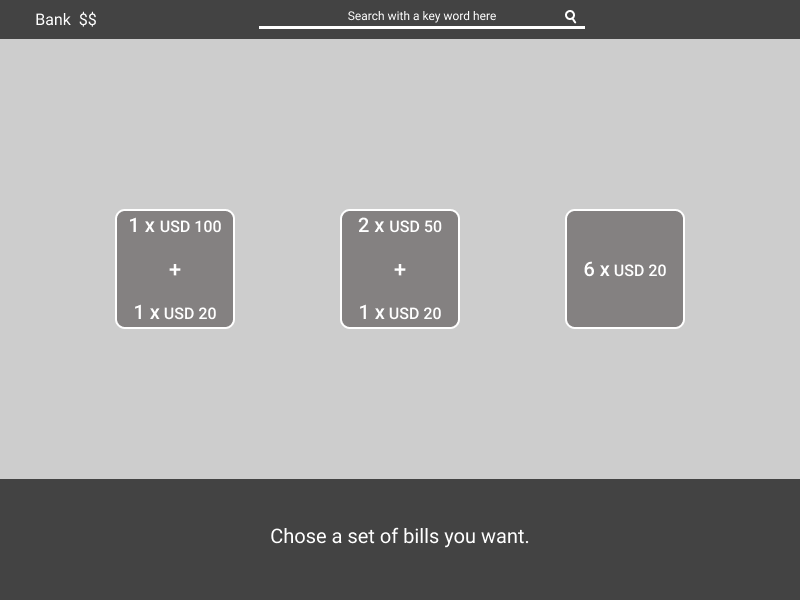 Bank $$
Search with a key word here
1 x USD 100
+
1 x USD 20
2 x USD 50
+
1 x USD 20
6 x USD 20
Chose a set of bills you want.